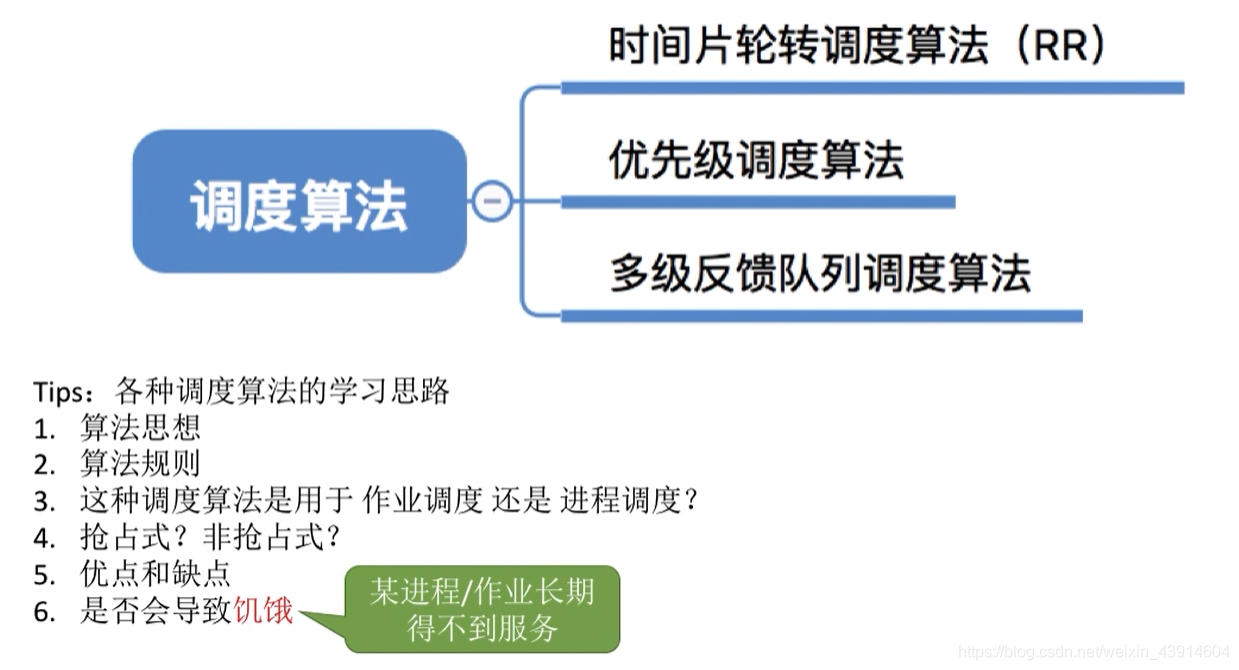 时间片轮转调度算法（RR）
优先级调度算法
调度算法
多级反馈队列调度算法
Tips：各种调度算法的学习思路
1. 算法思想
2. 算法规则
3. 这种调度算法是用于 作业调度 还是 进程调度？
4. 抢占式？非抢占式？
5. 优点和缺点
6. 是否会导致饥饿
某进程/作业长期
得不到服务
https://blog.csdn.net/weixin_43914604